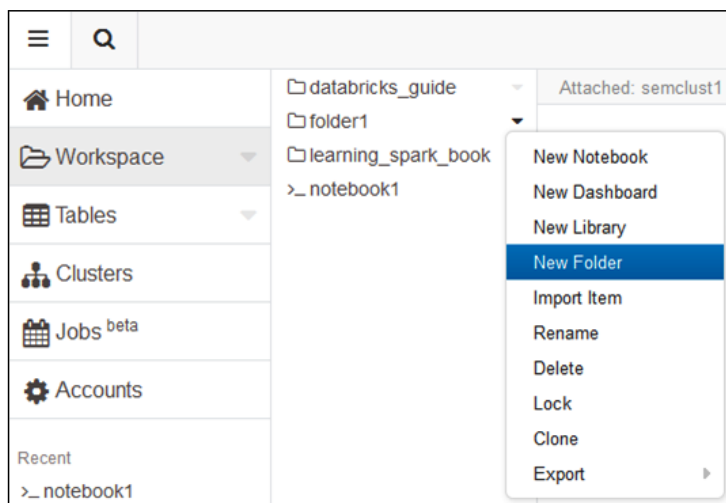 Home
Workspace
Tables
Clusters
Jobs beta
Accounts
Recent
>_ notebook1
databricks_guide
folder1
learning_spark_book
>_ notebook1
Attached: semclust1
New Notebook
New Dashboard
New Library
New Folder
Import Item
Rename
Delete
Lock
Clone
Export